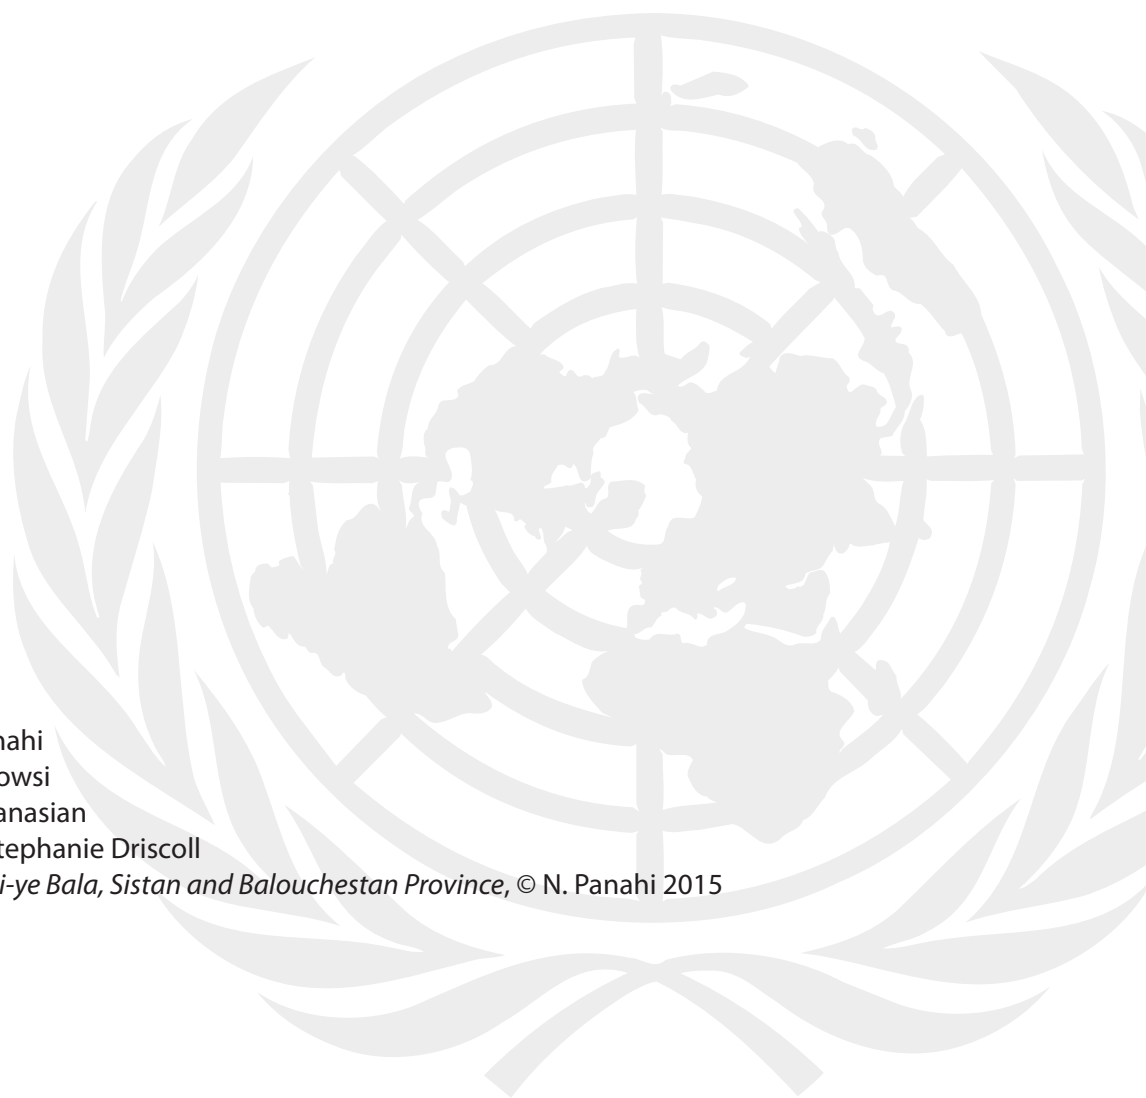 nahi
owsi
anasian
tephanie Driscoll
i-ye Bala, Sistan and Balouchestan Province, © N. Panahi 2015